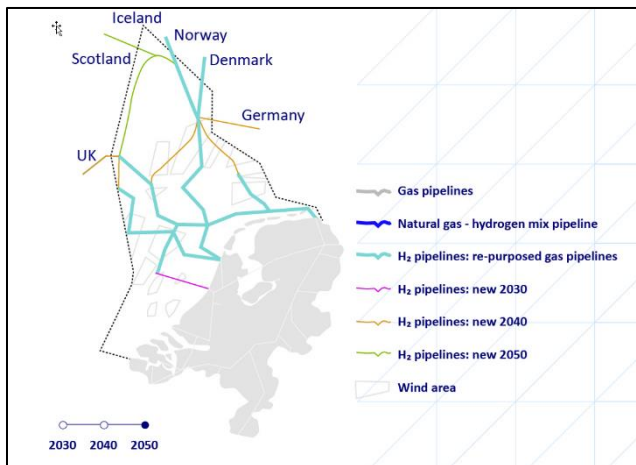 Iceland
Norway
Scotland
Denmark
Germany
UK
Gas pipelines
Natural gas - hydrogen mix pipeline
H₂ pipelines: re-purposed gas pipelines
H₂ pipelines: new 2030
H₂ pipelines: new 2040
H₂ pipelines: new 2050
Wind area
2030 2040 2050